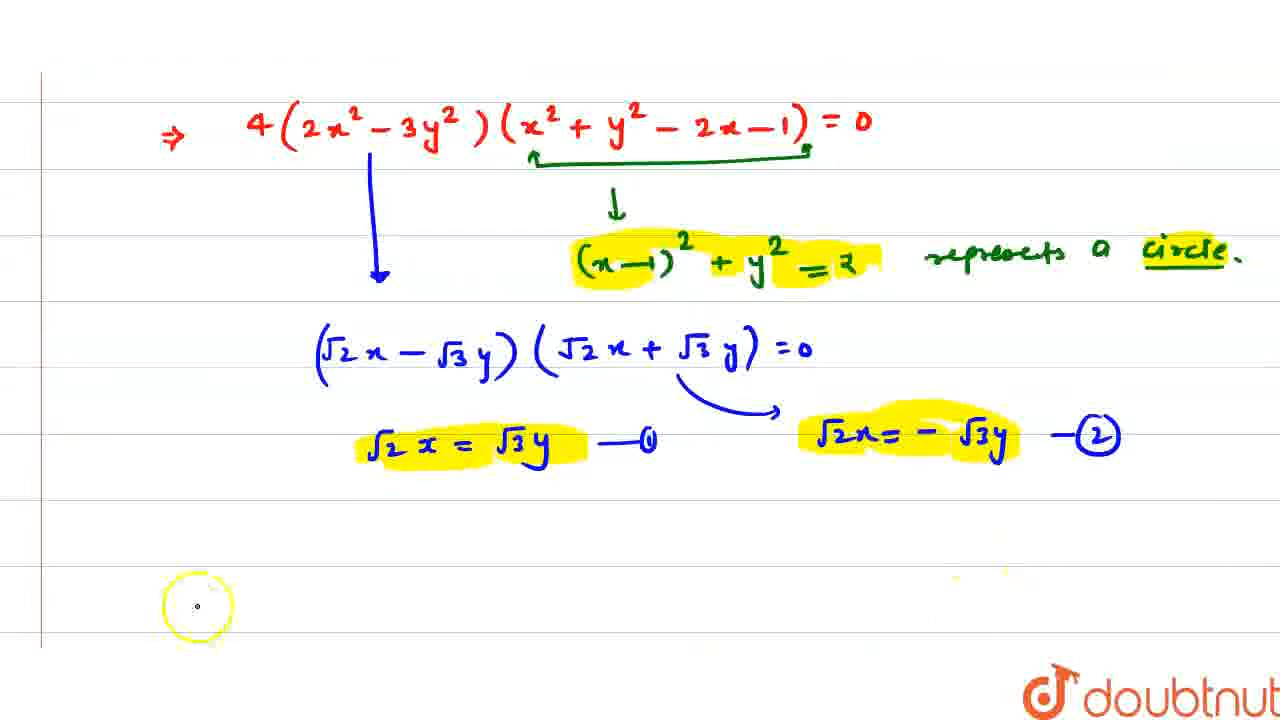 ⇒ 4(2x² – 3y²)(x² + y² – 2x – 1) = 0
(x–1)² + y² = 2 represents a circle.
(√2 x – √3 y)(√2 x + √3 y) = 0
√2 x = √3 y —① √2x = – √3y —②
doubtnut